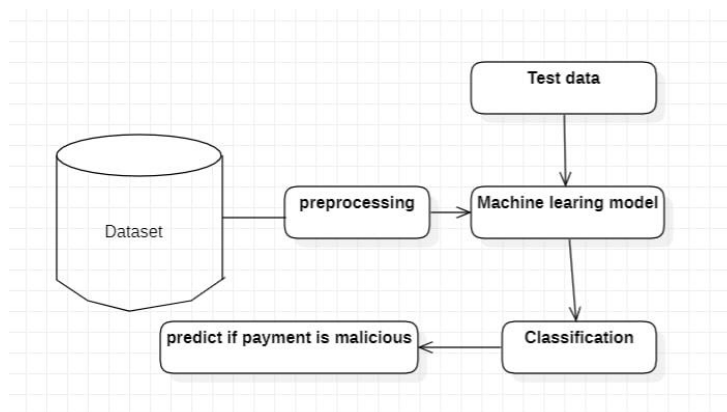 Test data
preprocessing
Machine learing model
Dataset
predict if payment is malicious
Classification